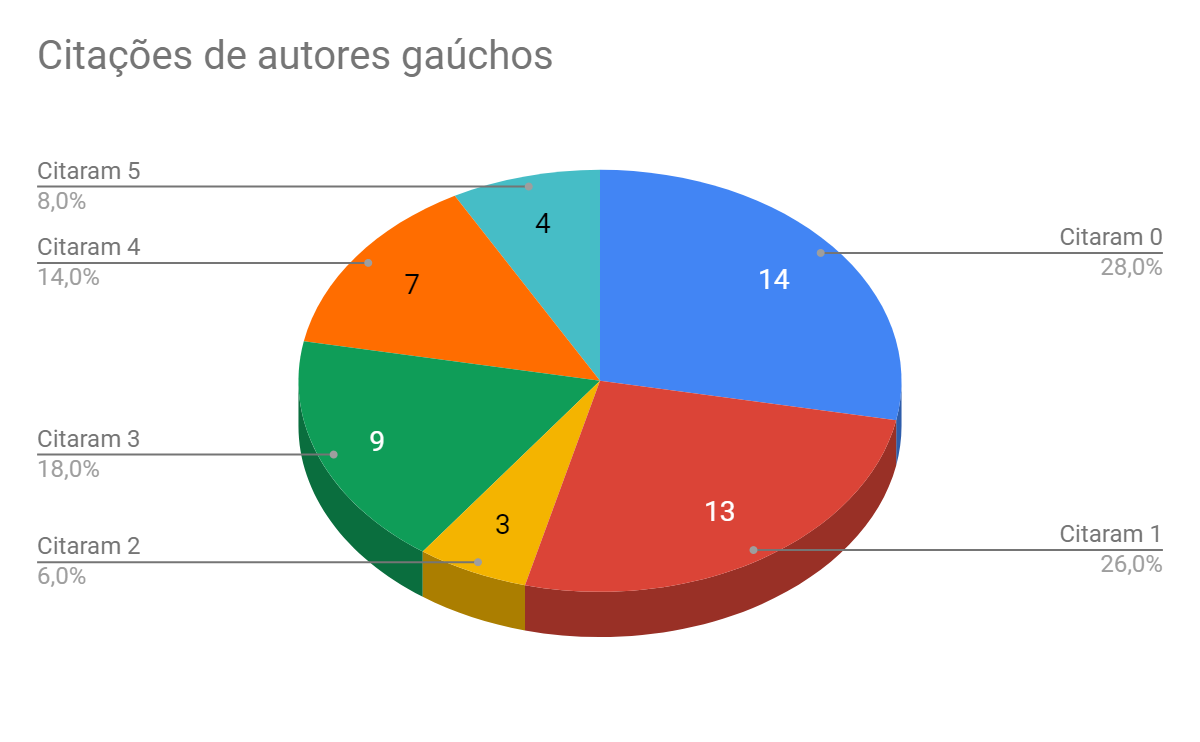 Citações de autores gaúchos
Citaram 5
8,0%
Citaram 4
14,0%
Citaram 3
18,0%
Citaram 2
6,0%
4
7
9
3
14
13
Citaram 0
28,0%
Citaram 1
26,0%